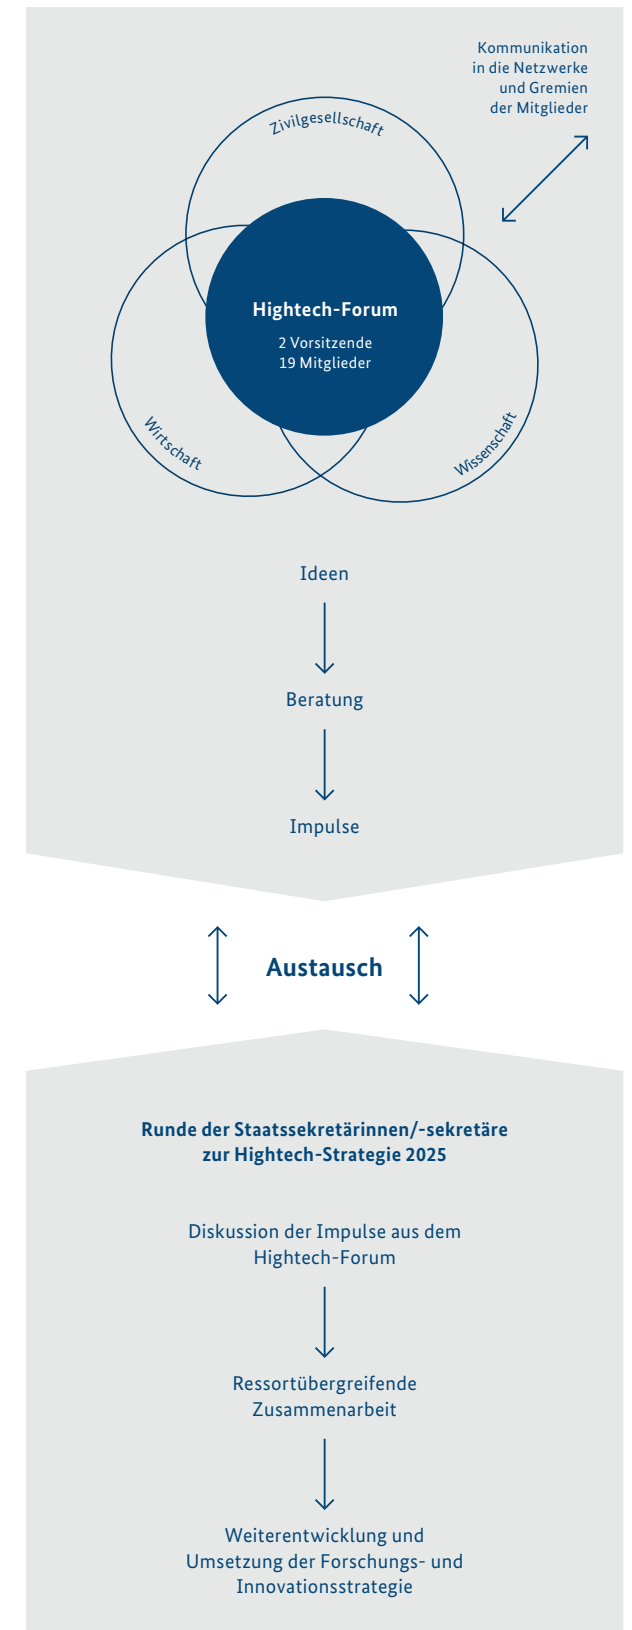 Kommunikation
in die Netzwerke
und Gremien
der Mitglieder
Zivilgesellschaft
Hightech-Forum
2 Vorsitzende
19 Mitglieder
Wirtschaft
Wissenschaft
Ideen
Beratung
Impulse
Austausch
Runde der Staatssekretärinnen/-sekretäre
zur Hightech-Strategie 2025
Diskussion der Impulse aus dem
Hightech-Forum
Ressortübergreifende
Zusammenarbeit
Weiterentwicklung und
Umsetzung der Forschungs- und
Innovationsstrategie